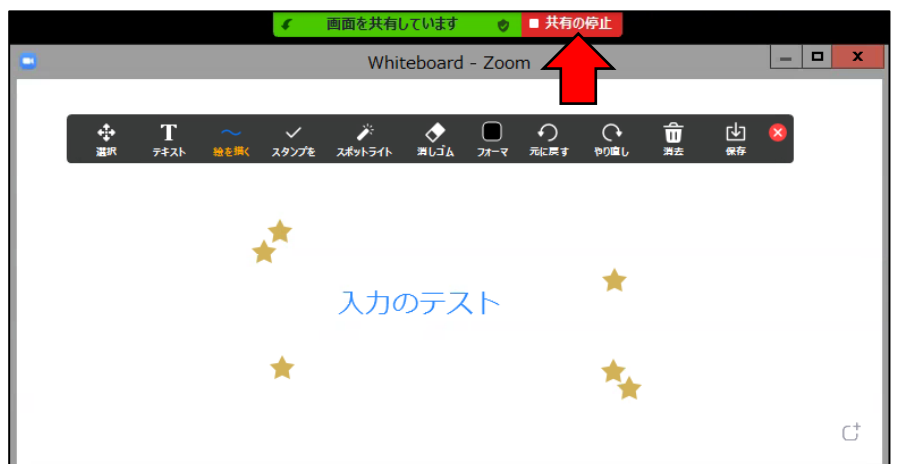 画面を共有しています 共有の停止
Whiteboard - Zoom
選択 テキスト 絵を描く スタンプを スポットライト 消しゴム フォーマ 元に戻す やり直し 消去 保存
入力のテスト